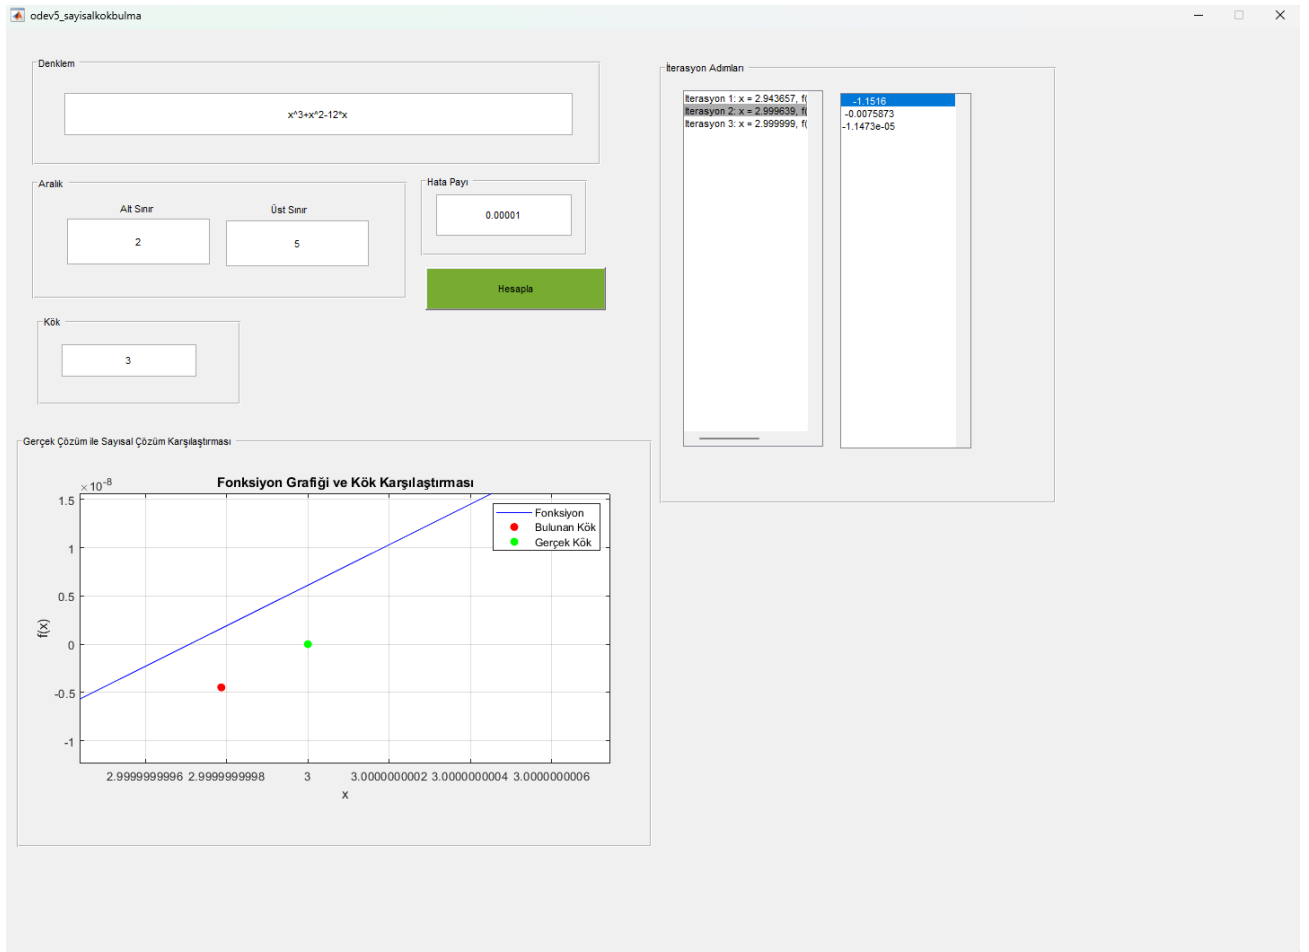 odev5_sayisalkokbulma
Denklem
x^3+x^2-12*x
Aralık
Alt Sınır
Üst Sınır
2
5
Hata Payı
0.00001
Hesapla
Kök
3
İterasyon Adımları
Iterasyon 1: x = 2.943657, f(
Iterasyon 2: x = 2.999639, f(
Iterasyon 3: x = 2.999999, f(
-1.1516
-0.0075873
-1.1473e-05
Gerçek Çözüm ile Sayısal Çözüm Karşılaştırması
Fonksiyon Grafiği ve Kök Karşılaştırması
×10^-8
1.5
1
0.5
0
-0.5
-1
f(x)
Fonksiyon
Bulunan Kök
Gerçek Kök
2.9999999996 2.9999999998 3 3.0000000002 3.0000000004 3.0000000006
x